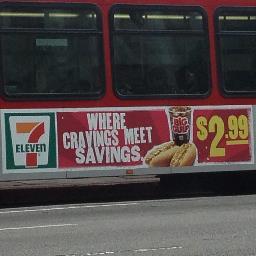 7
ELEVEn
WHERE
CRAVINGS MEET
SAVINGS.
BIG
GULP
$2.99